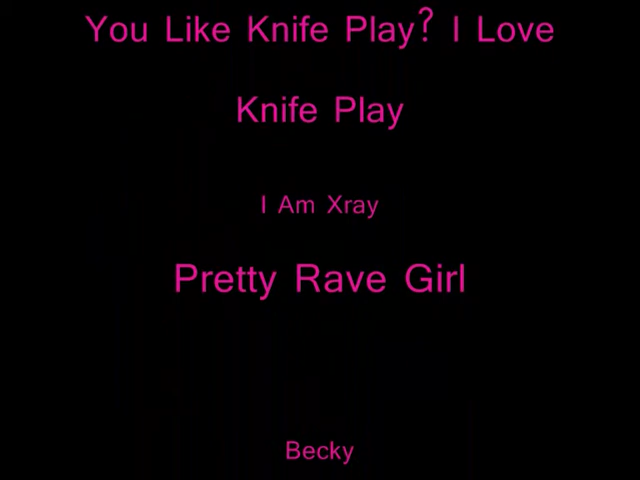 You Like Knife Play? I Love
Knife Play
I Am Xray
Pretty Rave Girl
Becky